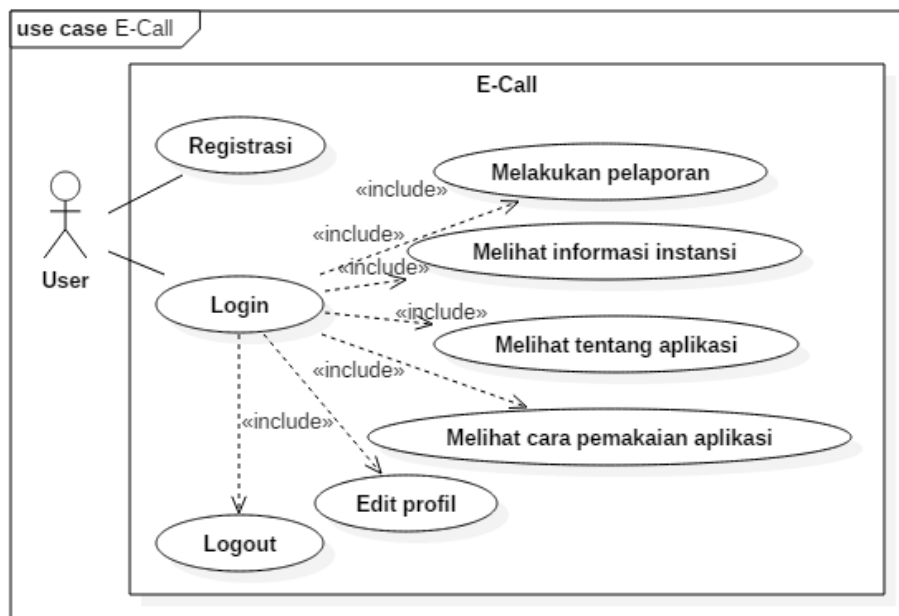 use case E-Call
E-Call
Registrasi
Melakukan pelaporan
«include»
«include»
Melihat informasi instansi
«include»
User
Login
«include»
Melihat tentang aplikasi
«include»
«include»
Melihat cara pemakaian aplikasi
Edit profil
Logout